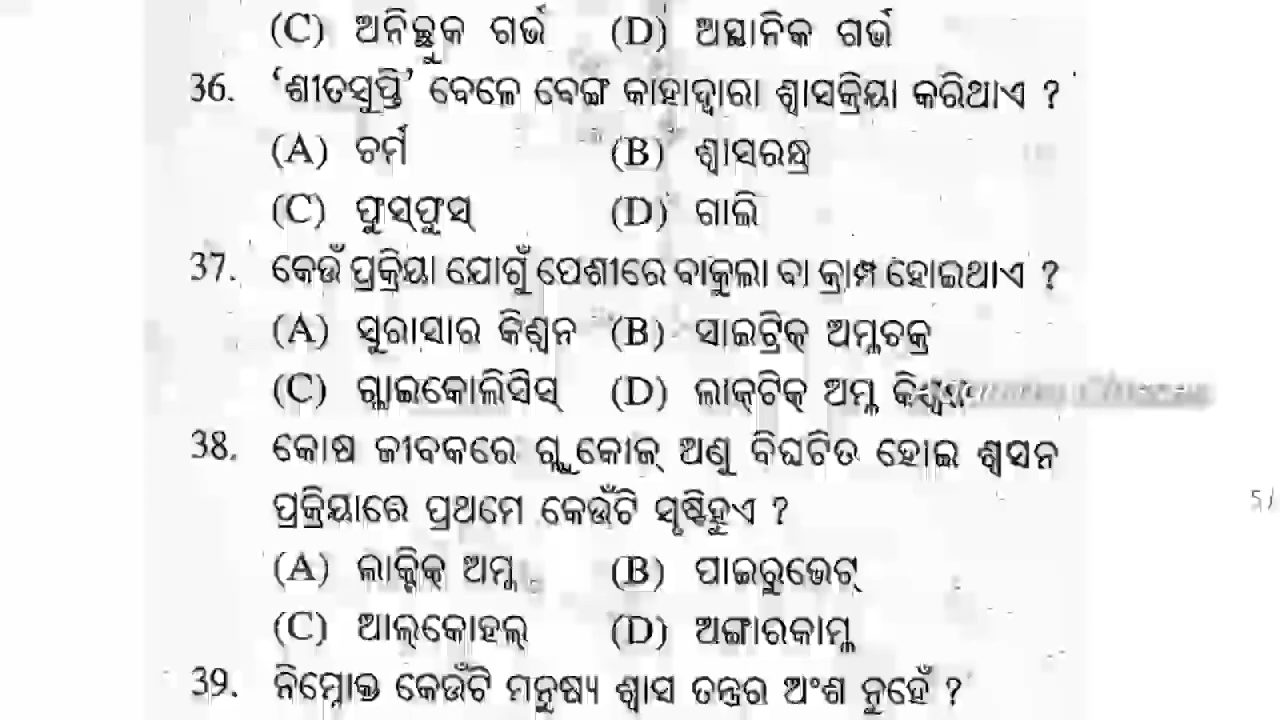 (C) ଅନିଚ୍ଛୁକ ଗର୍ଭ (D) ଅସ୍ଥାନିକ ଗର୍ଭ
36. ‘ଶୀତସୁପ୍ତି’ ବେଳେ ବେଙ୍ଗ କାହାଦ୍ୱାରା ଶ୍ୱାସକ୍ରିୟା କରିଥାଏ ?
(A) ଚର୍ମ (B) ଶ୍ୱାସରନ୍ଧ୍ର
(C) ଫୁସ୍‌ଫୁସ୍ (D) ଗାଲି
37. କେଉଁ ପ୍ରକ୍ରିୟା ଯୋଗୁଁ ପେଶୀରେ ବାକୁଲା ବା କ୍ରାମ୍ପ ହୋଇଥାଏ ?
(A) ସୁରାସାର କିଣ୍ୱନ (B) ସାଇଟ୍ରିକ୍ ଅମ୍ଳଚକ୍ର
(C) ଗ୍ଲାଇକୋଲିସିସ୍ (D) ଲାକ୍‌ଟିକ୍ ଅମ୍ଳ କିଣ୍ୱନ
38. କୋଷ ଜୀବକରେ ଗ୍ଲୁକୋଜ୍ ଅଣୁ ବିଘଟିତ ହୋଇ ଶ୍ୱସନ
ପ୍ରକ୍ରିୟାରେ ପ୍ରଥମେ କେଉଁଟି ସୃଷ୍ଟିହୁଏ ?
(A) ଲାକ୍ଟିକ୍ ଅମ୍ଳ (B) ପାଇରୁଭେଟ୍
(C) ଆଲ୍‌କୋହଲ୍ (D) ଅଙ୍ଗାରକାମ୍ଳ
39. ନିମ୍ନୋକ୍ତ କେଉଁଟି ମନୁଷ୍ୟ ଶ୍ୱାସ ତନ୍ତ୍ରର ଅଂଶ ନୁହେଁ ?